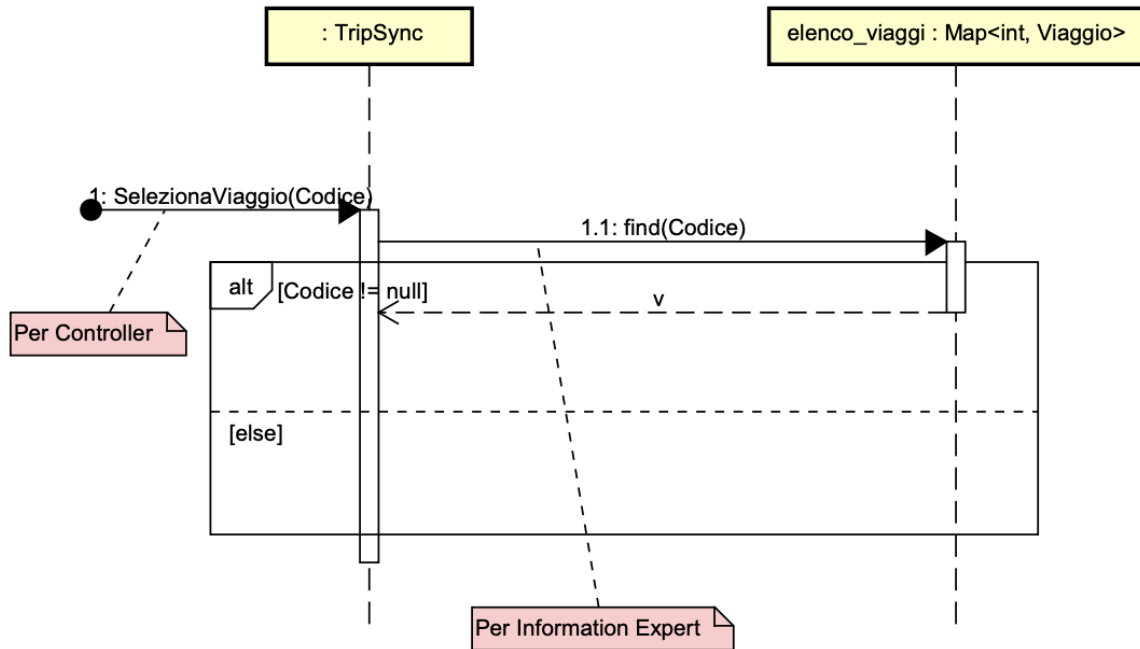 : TripSync
elenco_viaggi : Map<int, Viaggio>
1: SelezionaViaggio(Codice)
1.1: find(Codice)
alt
[Codice != null]
v
Per Controller
[else]
Per Information Expert